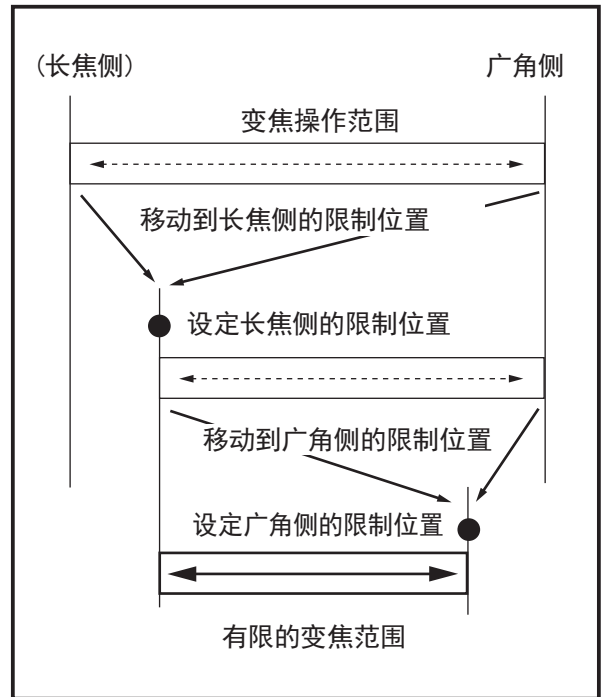 (长焦侧)
广角侧
变焦操作范围
移动到长焦侧的限制位置
设定长焦侧的限制位置
移动到广角侧的限制位置
设定广角侧的限制位置
有限的变焦范围